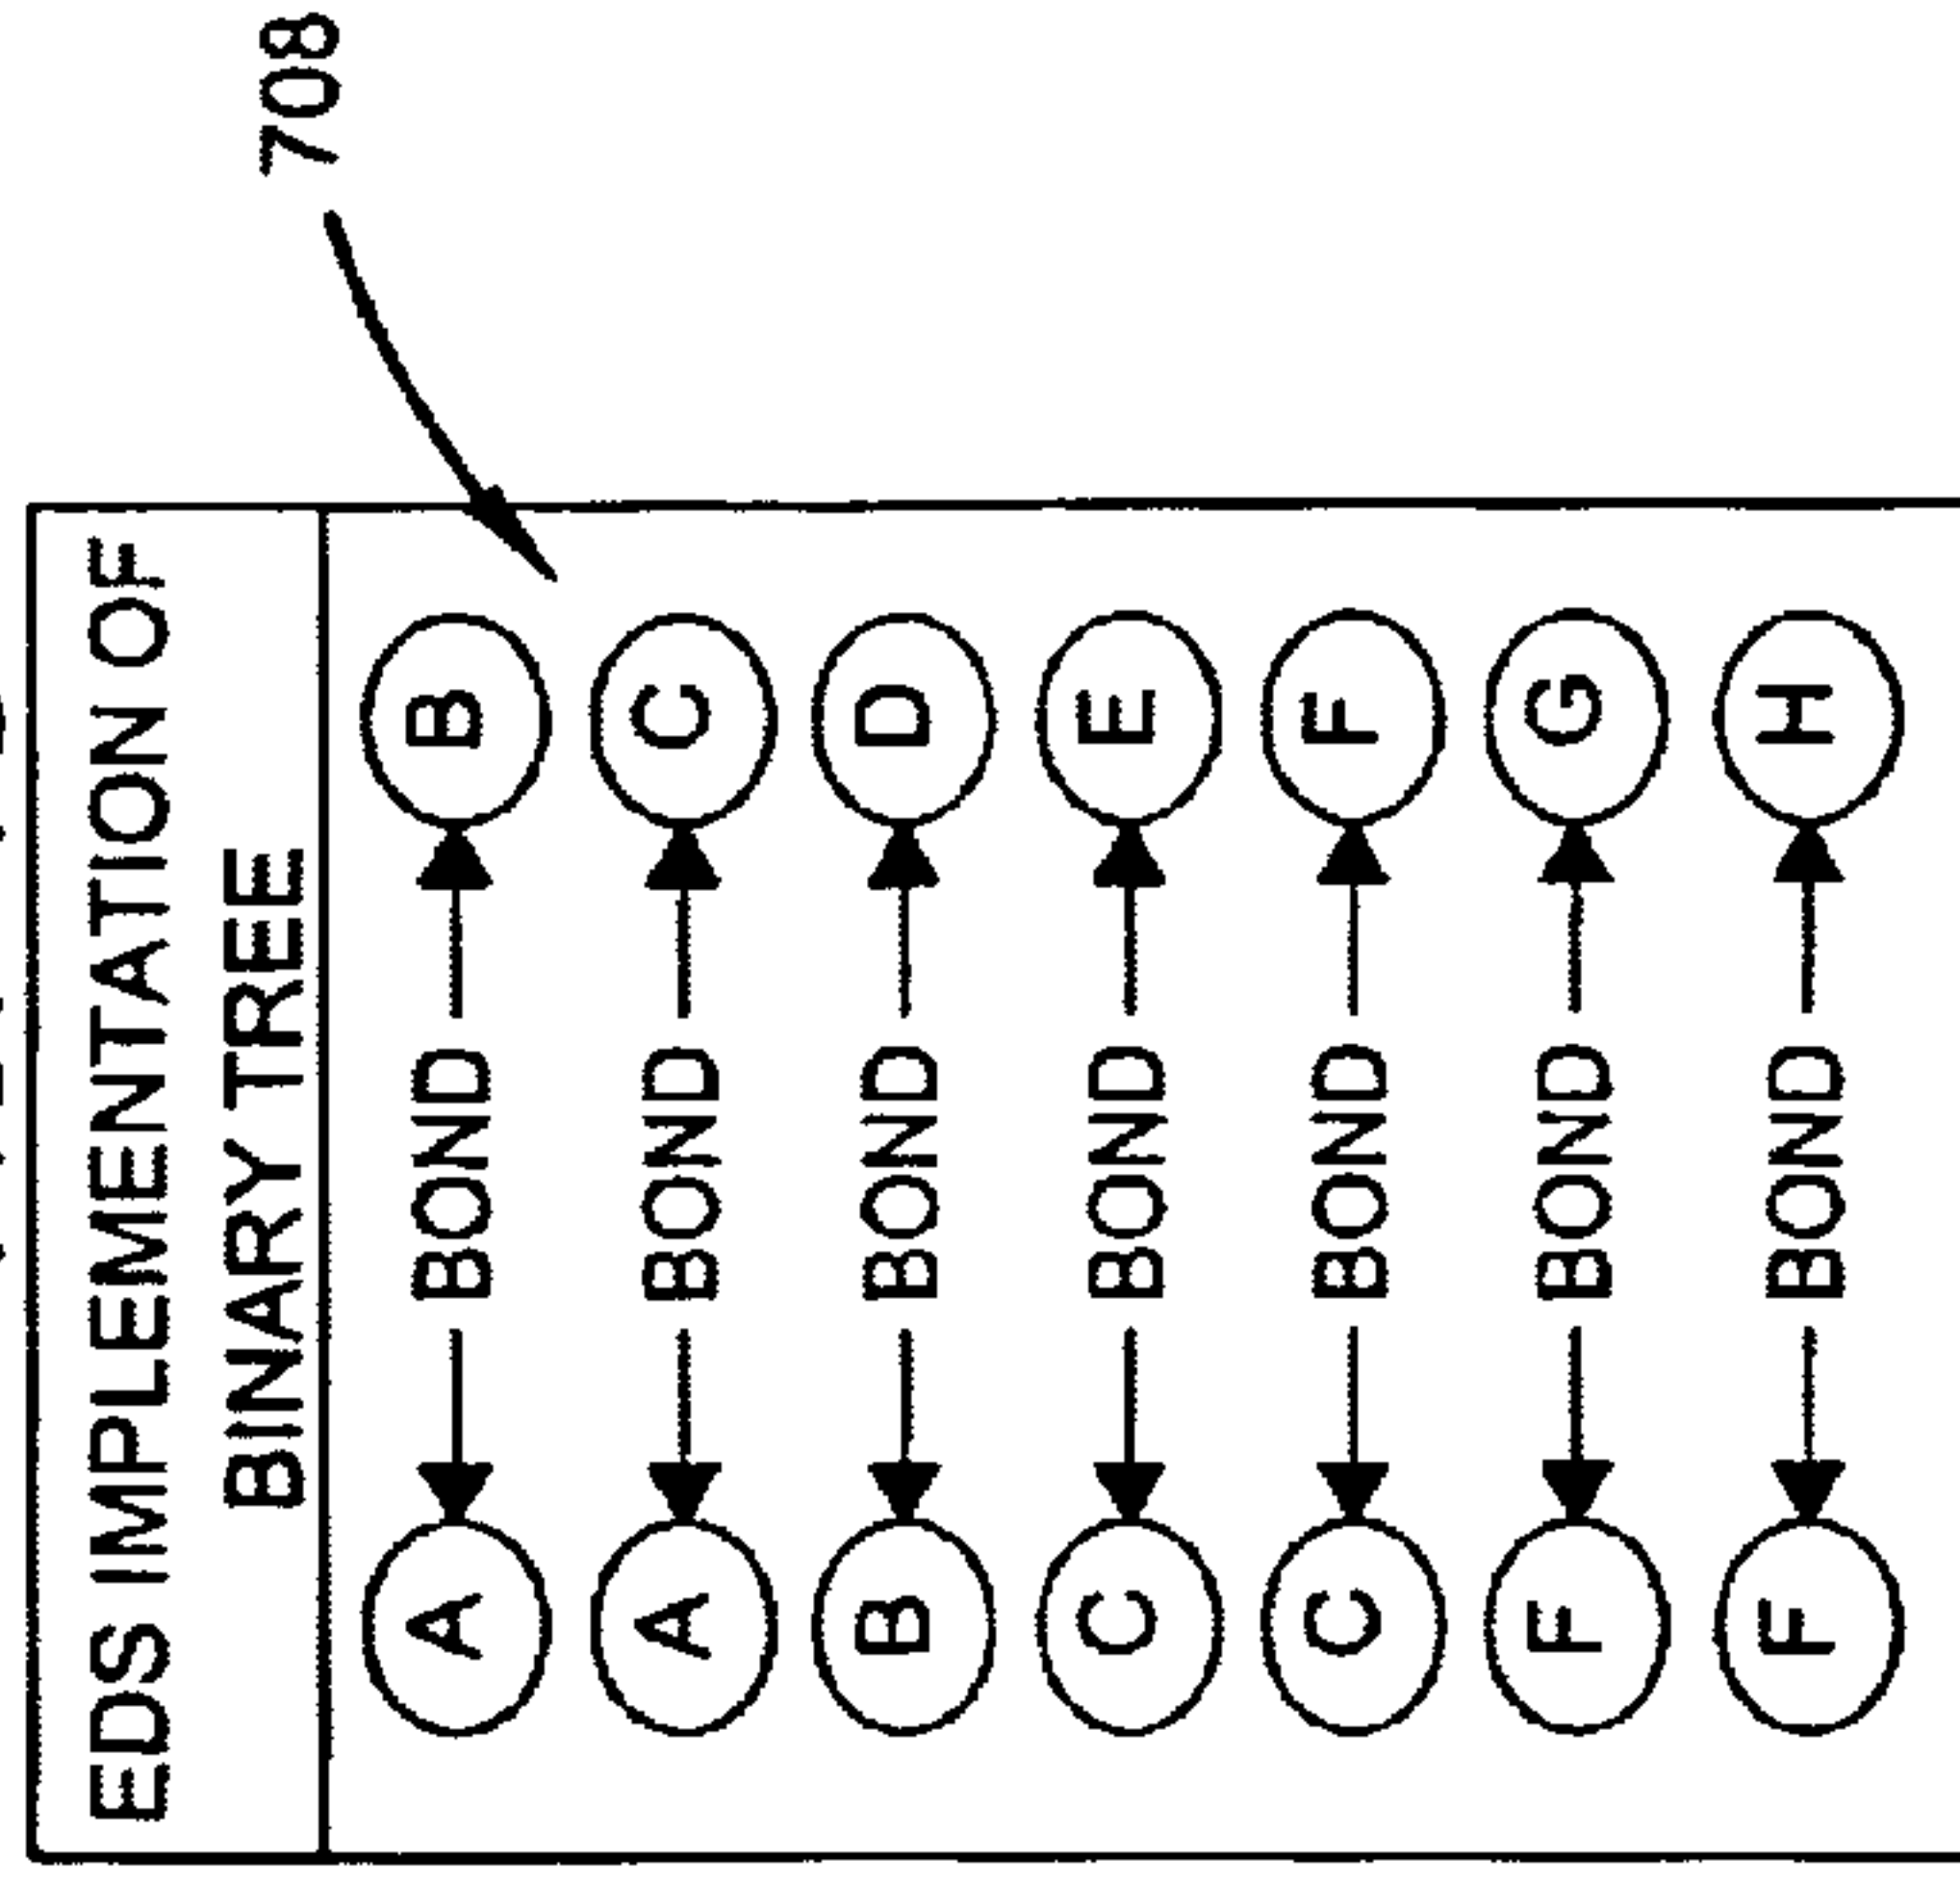 708
EDS IMPLEMENTATION OF
BINARY TREE
A BOND B
A BOND C
B BOND D
C BOND E
C BOND F
F BOND G
F BOND H